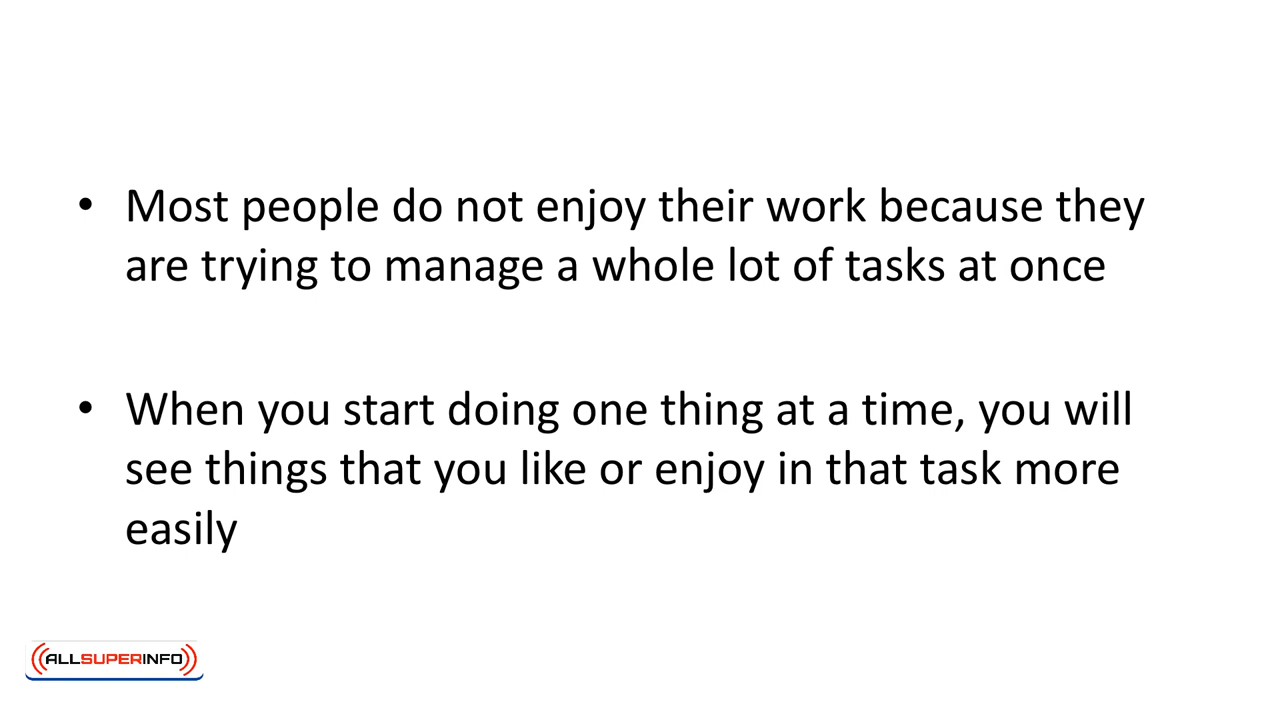 • Most people do not enjoy their work because they
are trying to manage a whole lot of tasks at once
• When you start doing one thing at a time, you will
see things that you like or enjoy in that task more
easily
ALLSUPERINFO